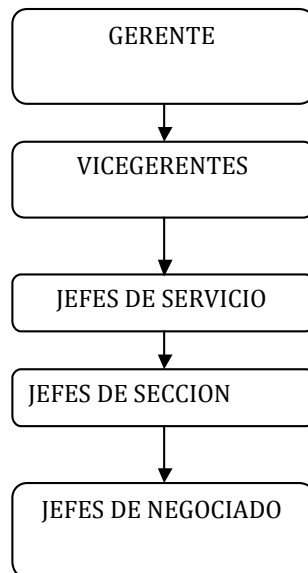 GERENTE
VICEGERENTES
JEFES DE SERVICIO
JEFES DE SECCION
JEFES DE NEGOCIADO